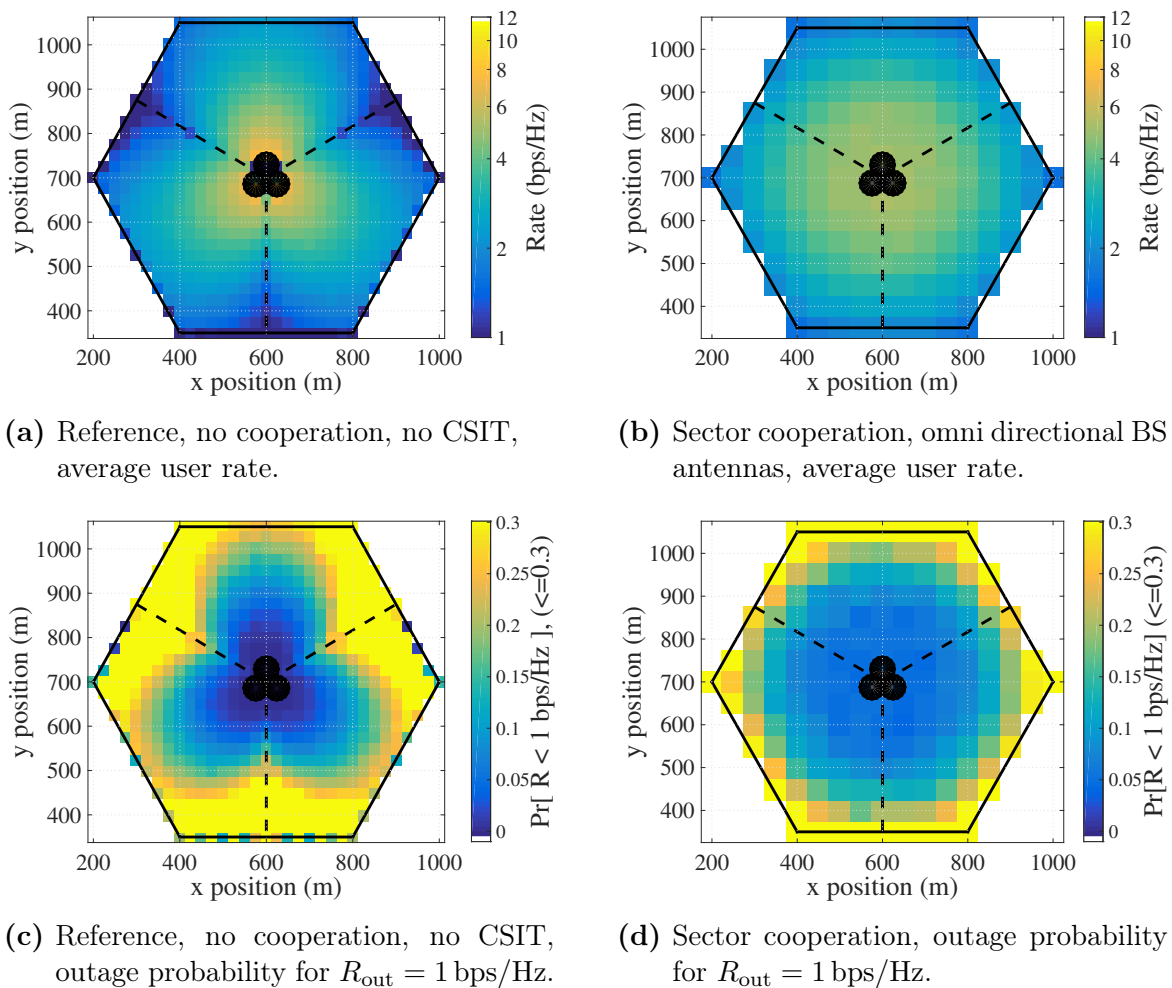 1000
900
800
700
600
500
400
y position (m)
200 400 600 800 1000
x position (m)
12
10
8
6
4
2
1
Rate (bps/Hz)
1000
900
800
700
600
500
400
y position (m)
200 400 600 800 1000
x position (m)
12
10
8
6
4
2
1
Rate (bps/Hz)
(a) Reference, no cooperation, no CSIT,
average user rate.
(b) Sector cooperation, omni directional BS
antennas, average user rate.
1000
900
800
700
600
500
400
y position (m)
200 400 600 800 1000
x position (m)
0.3
0.25
0.2
0.15
0.1
0.05
0
Pr[ R < 1 bps/Hz ], (<=0.3)
1000
900
800
700
600
500
400
y position (m)
200 400 600 800 1000
x position (m)
0.3
0.25
0.2
0.15
0.1
0.05
0
Pr[R < 1 bps/Hz] (<=0.3)
(c) Reference, no cooperation, no CSIT,
outage probability for R_out = 1 bps/Hz.
(d) Sector cooperation, outage probability
for R_out = 1 bps/Hz.